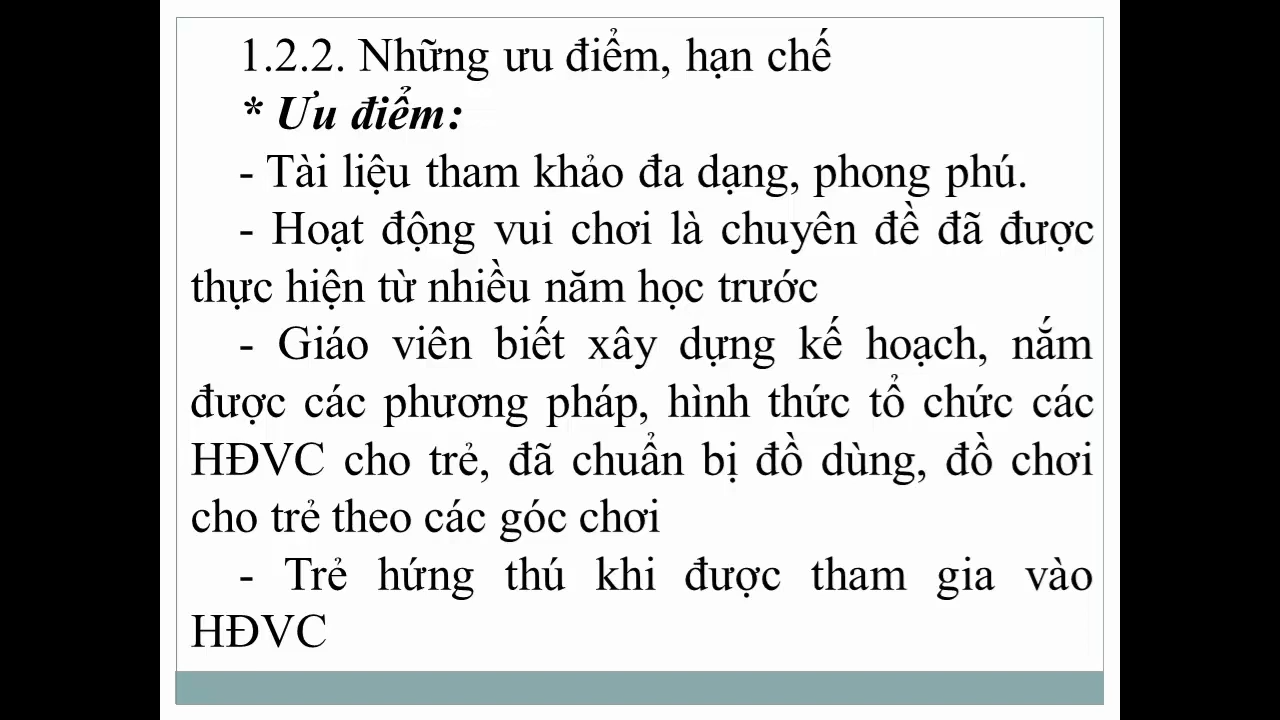 1.2.2. Những ưu điểm, hạn chế
* Ưu điểm:
- Tài liệu tham khảo đa dạng, phong phú.
- Hoạt động vui chơi là chuyên đề đã được
thực hiện từ nhiều năm học trước
- Giáo viên biết xây dựng kế hoạch, nắm
được các phương pháp, hình thức tổ chức các
HĐVC cho trẻ, đã chuẩn bị đồ dùng, đồ chơi
cho trẻ theo các góc chơi
- Trẻ hứng thú khi được tham gia vào
HĐVC